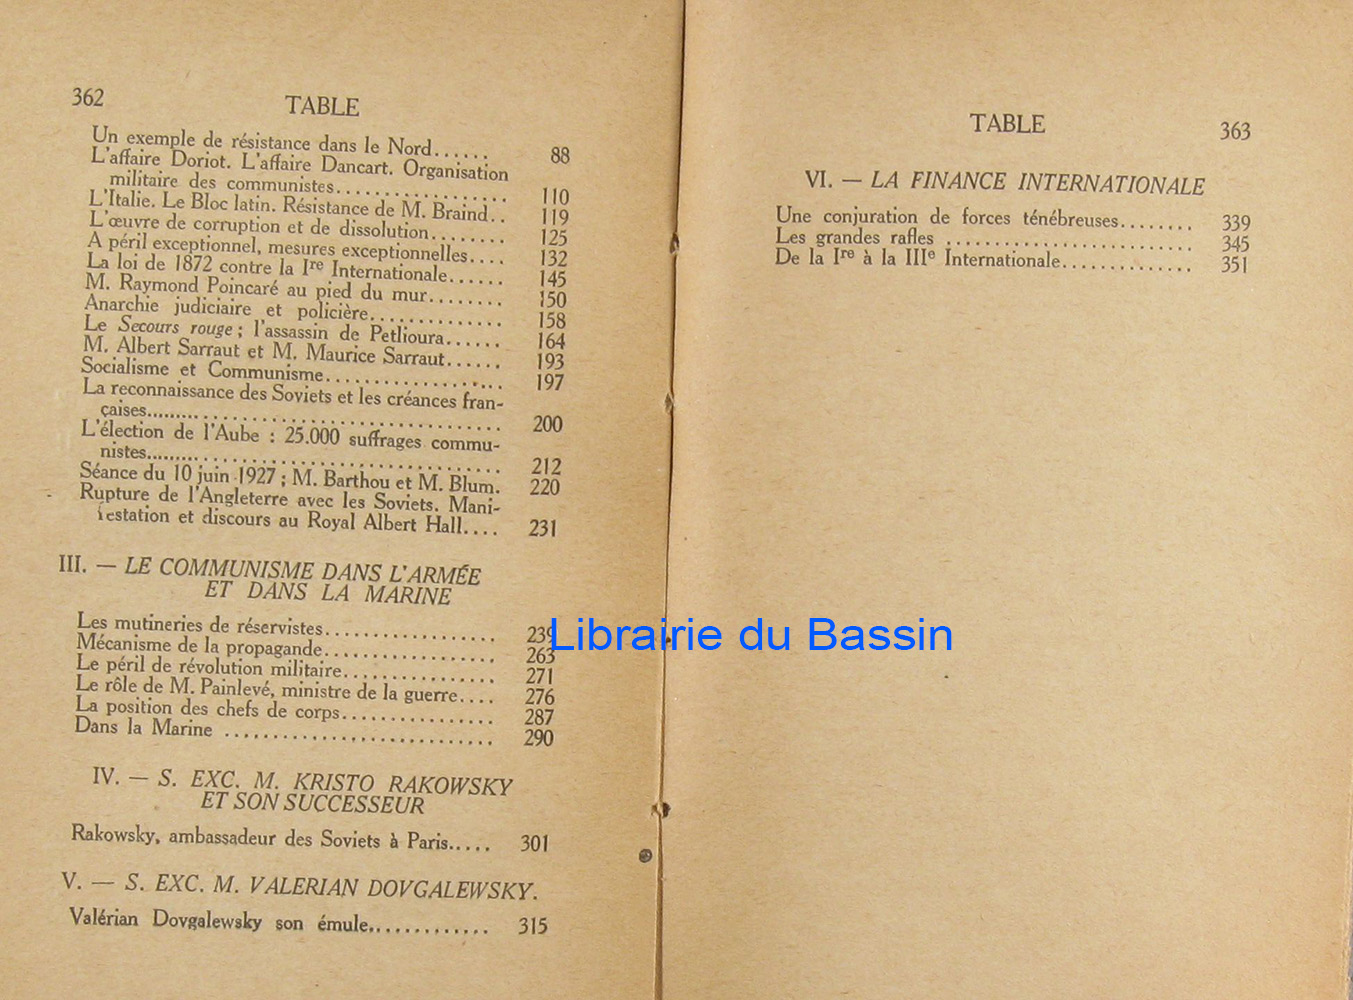 362
TABLE
Un exemple de résistance dans le Nord...... 88
L'affaire Doriot. L'affaire Dancart. Organisation
militaire des communistes................. 110
L'Italie. Le Bloc latin. Résistance de M. Braind.. 119
L'œuvre de corruption et de dissolution........ 125
A péril exceptionnel, mesures exceptionnelles.... 132
La loi de 1872 contre la Ire Internationale...... 145
M. Raymond Poincaré au pied du mur........ 150
Anarchie judiciaire et policière.............. 158
Le Secours rouge ; l'assassin de Petlioura...... 164
M. Albert Sarraut et M. Maurice Sarraut...... 193
Socialisme et Communisme.................. 197
La reconnaissance des Soviets et les créances fran-
çaises.................................... 200
L'élection de l'Aube : 25.000 suffrages commu-
nistes.................................... 212
Séance du 10 juin 1927 ; M. Barthou et M. Blum. 220
Rupture de l'Angleterre avec les Soviets. Mani-
festation et discours au Royal Albert Hall.... 231
III. — LE COMMUNISME DANS L'ARMÉE
ET DANS LA MARINE
Les mutineries de réservistes.................. 239
Mécanisme de la propagande.................. 263
Le péril de révolution militaire................ 271
Le rôle de M. Painlevé, ministre de la guerre.... 276
La position des chefs de corps................ 287
Dans la Marine ............................ 290
IV. — S. EXC. M. KRISTO RAKOWSKY
ET SON SUCCESSEUR
Rakowsky, ambassadeur des Soviets à Paris..... 301
V. — S. EXC. M. VALERIAN DOVGALEWSKY.
Valérian Dovgalewsky son émule............. 315
TABLE
363
VI. — LA FINANCE INTERNATIONALE
Une conjuration de forces ténébreuses........ 339
Les grandes rafles .......................... 345
De la Ire à la IIIe Internationale.............. 351
Librairie du Bassin